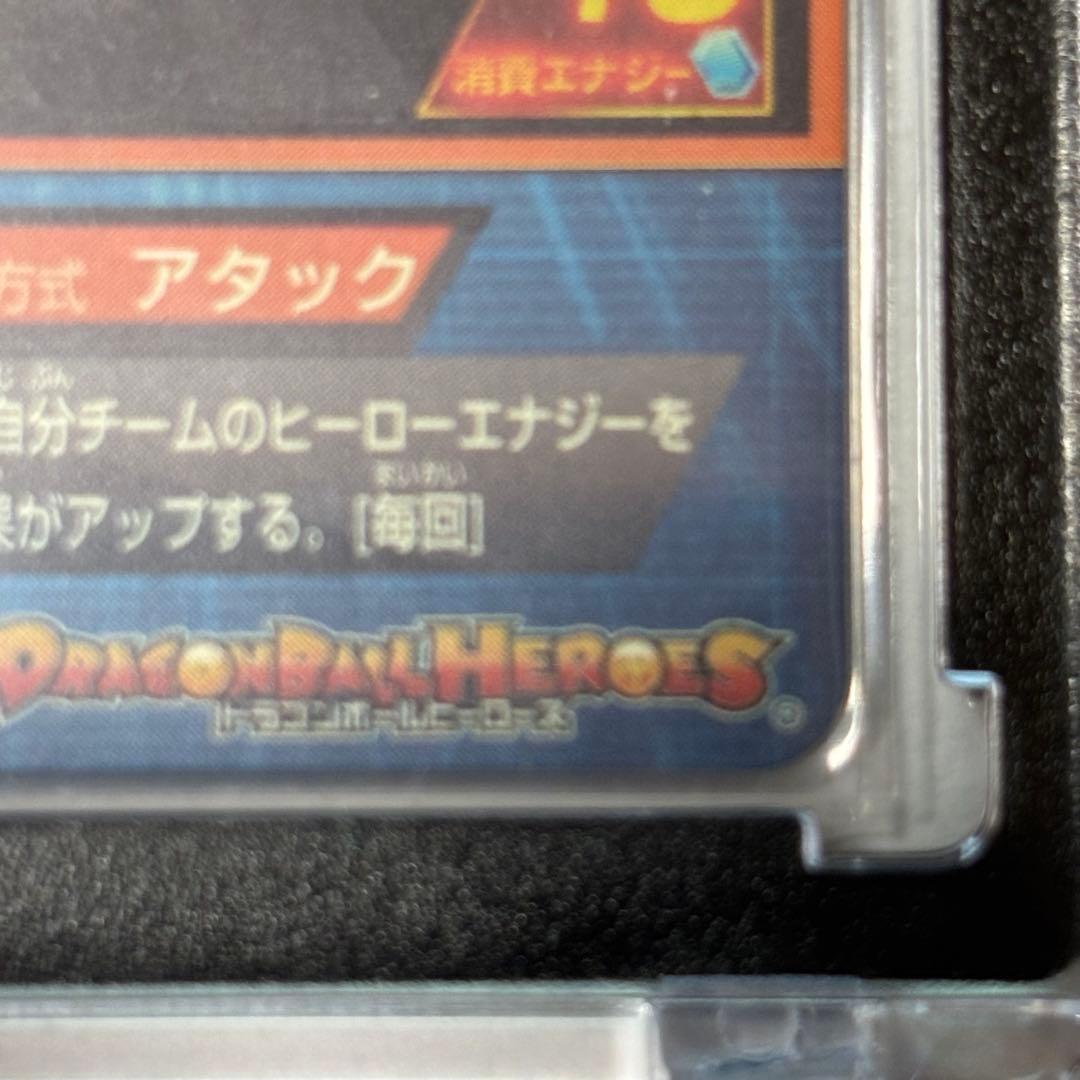 消費エナジー
方式 アタック
じ ぶん
自分チームのヒーローエナジーを
まいかい
果がアップする。[毎回]
DRAGONBALL HEROES
ドラゴンボールヒーローズ
®